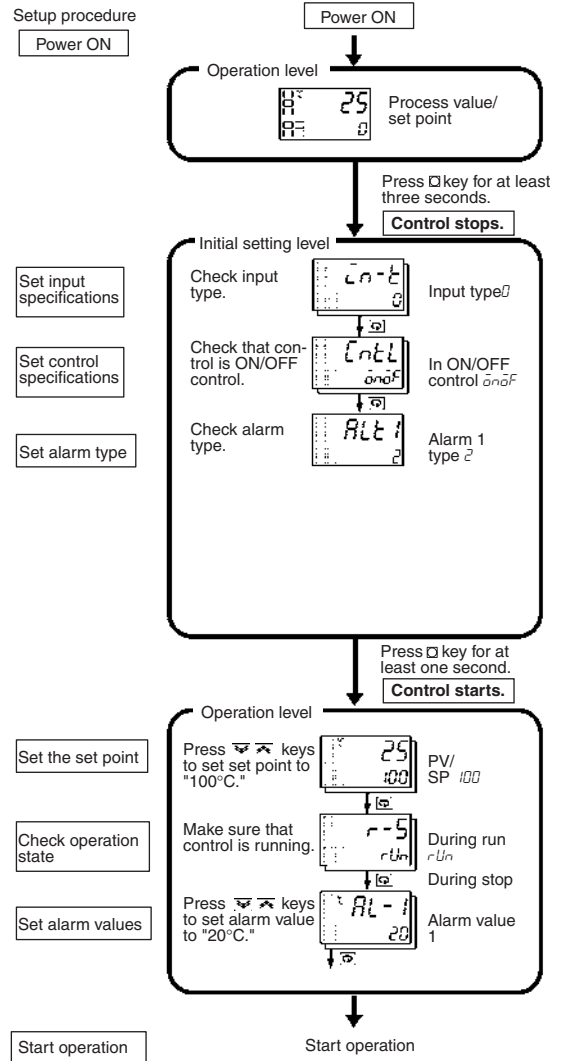 Setup procedure
Power ON
Power ON
Operation level
25
0
Process value/
set point
Press key for at least
three seconds.
Control stops.
Initial setting level
Set input
specifications
Check input
type.
in-t
0
Input type 0
Set control
specifications
Check that con-
trol is ON/OFF
control.
CntL
onoF
In ON/OFF
control onoF
Set alarm type
Check alarm
type.
ALt1
2
Alarm 1
type 2
Press key for at
least one second.
Control starts.
Operation level
Set the set point
Press keys
to set set point to
"100°C."
25
100
PV/
SP 100
Check operation
state
Make sure that
control is running.
r-S
rUn
During run
rUn
During stop
Set alarm values
Press keys
to set alarm value
to "20°C."
AL-1
20
Alarm value
1
Start operation
Start operation